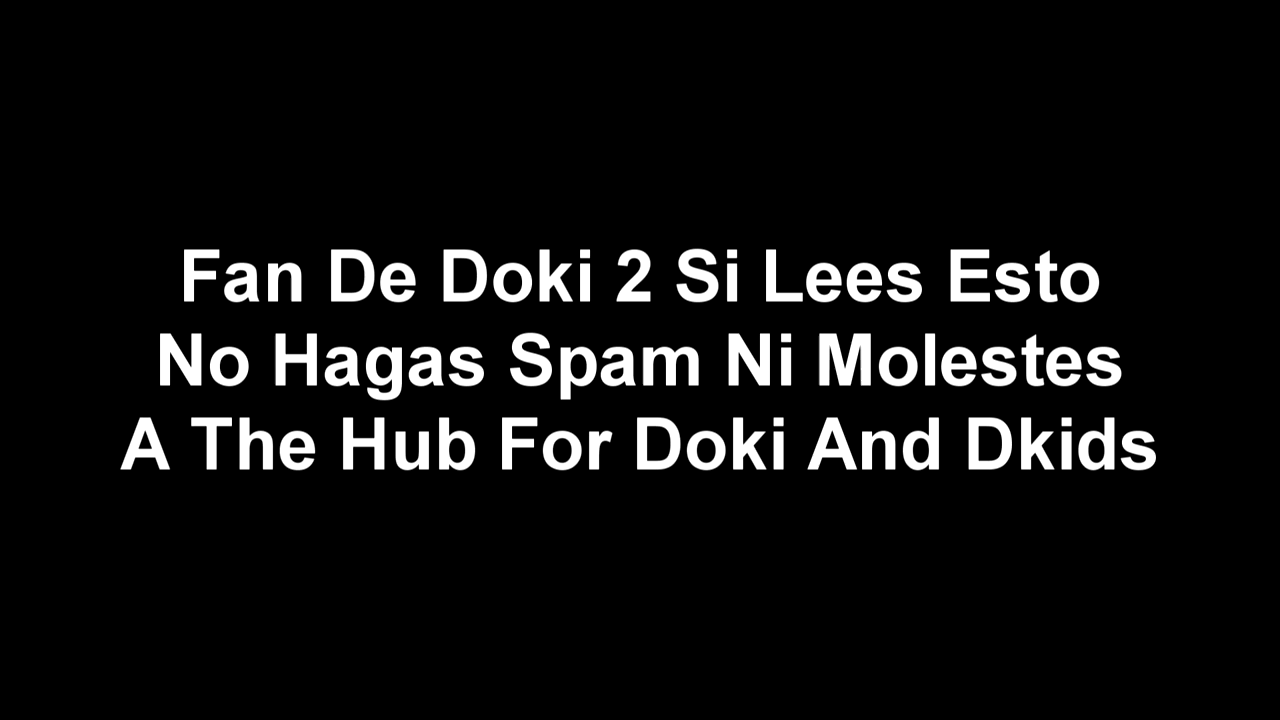 Fan De Doki 2 Si Lees Esto
No Hagas Spam Ni Molestes
A The Hub For Doki And Dkids